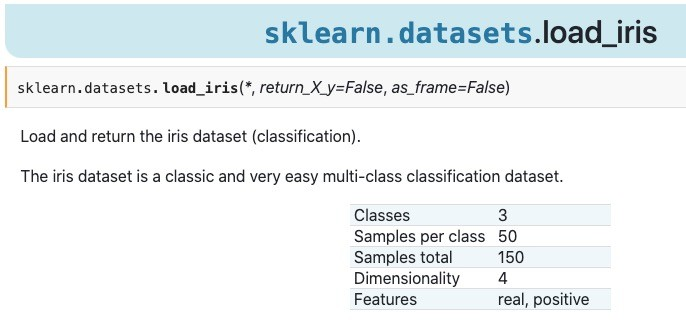 sklearn.datasets.load_iris
sklearn.datasets.load_iris(*, return_X_y=False, as_frame=False)
Load and return the iris dataset (classification).
The iris dataset is a classic and very easy multi-class classification dataset.
Classes 3
Samples per class 50
Samples total 150
Dimensionality 4
Features real, positive